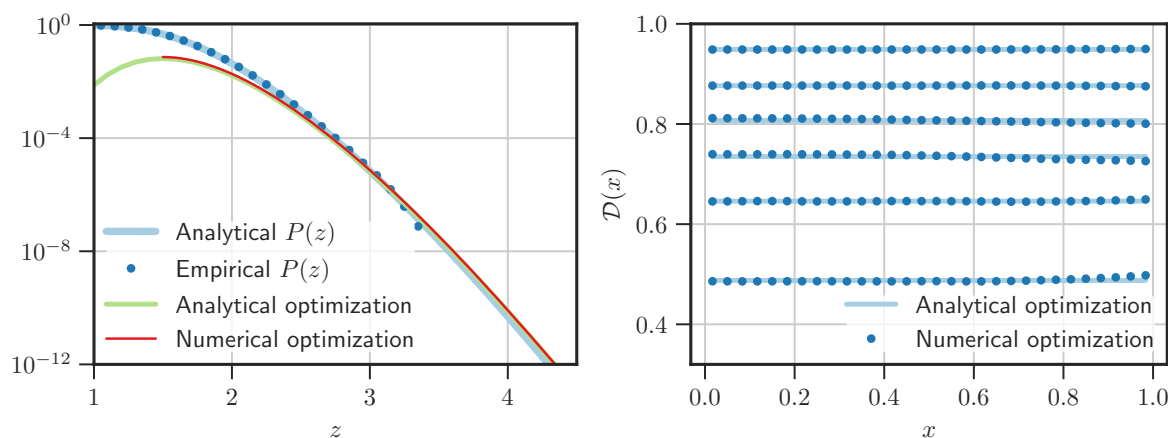 10⁰
10⁻⁴
10⁻⁸
10⁻¹²
1
2
3
4
z
Analytical P(z)
Empirical P(z)
Analytical optimization
Numerical optimization
1.0
0.8
0.6
0.4
𝒟(x)
0.0
0.2
0.4
0.6
0.8
1.0
x
Analytical optimization
Numerical optimization